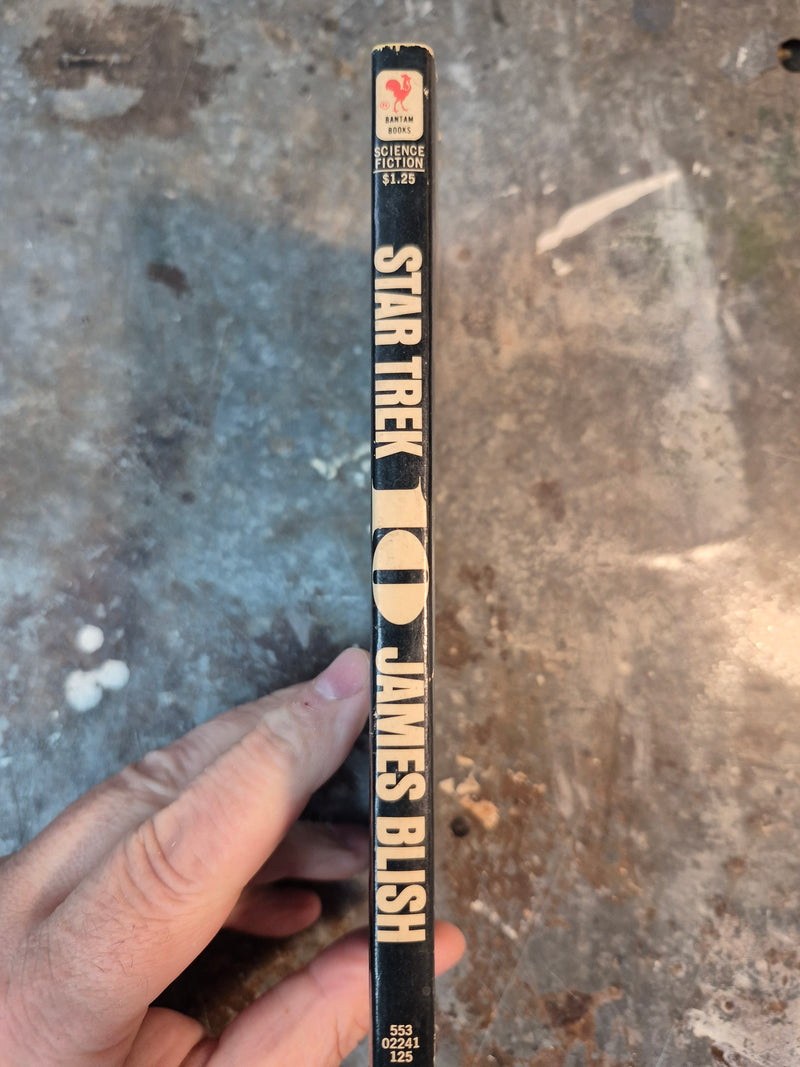 ®
BANTAM
BOOKS
SCIENCE
FICTION
$1.25
STAR TREK 10 JAMES BLISH
553
02241
125